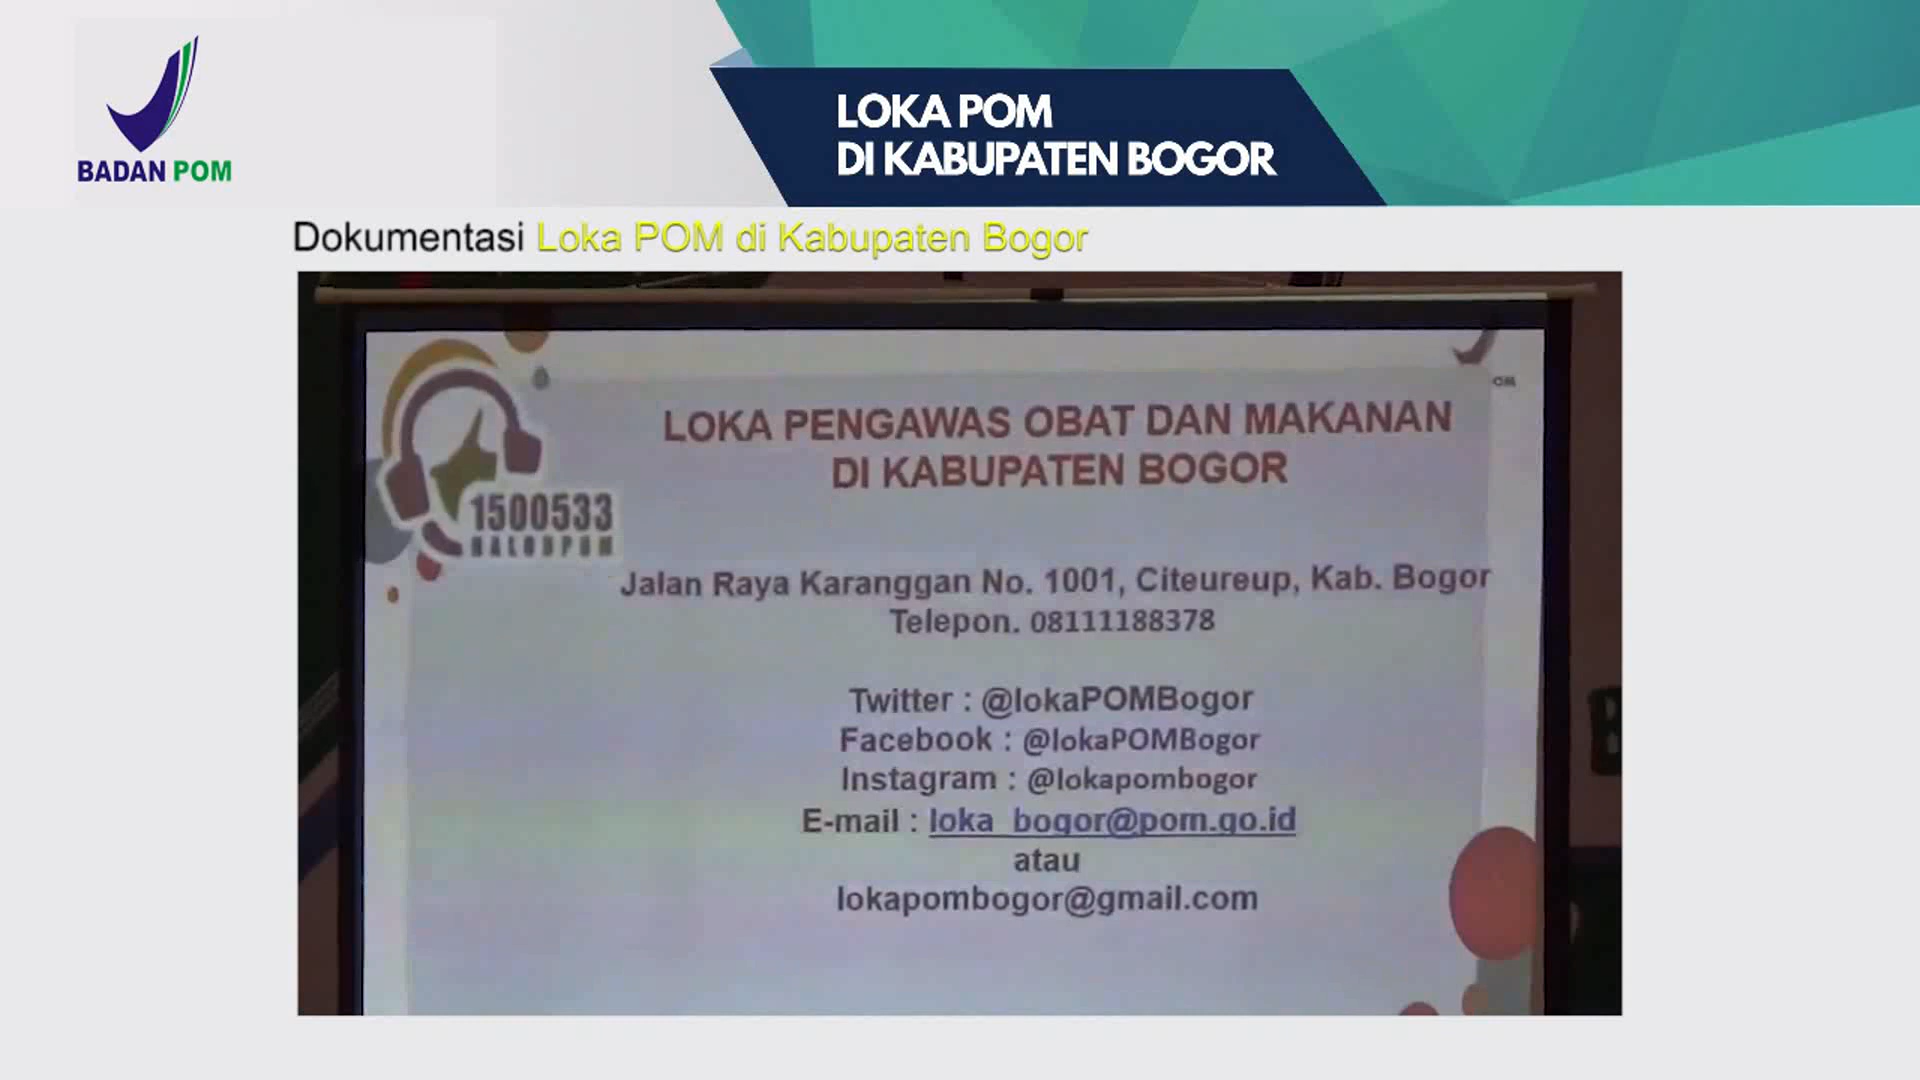 BADAN POM
LOKA POM
DI KABUPATEN BOGOR
Dokumentasi Loka POM di Kabupaten Bogor
LOKA PENGAWAS OBAT DAN MAKANAN
DI KABUPATEN BOGOR
1500533
HALOBPOM
Jalan Raya Karanggan No. 1001, Citeureup, Kab. Bogor
Telepon. 08111188378
Twitter : @lokaPOMBogor
Facebook : @lokaPOMBogor
Instagram : @lokapombogor
E-mail : loka_bogor@pom.go.id
atau
lokapombogor@gmail.com